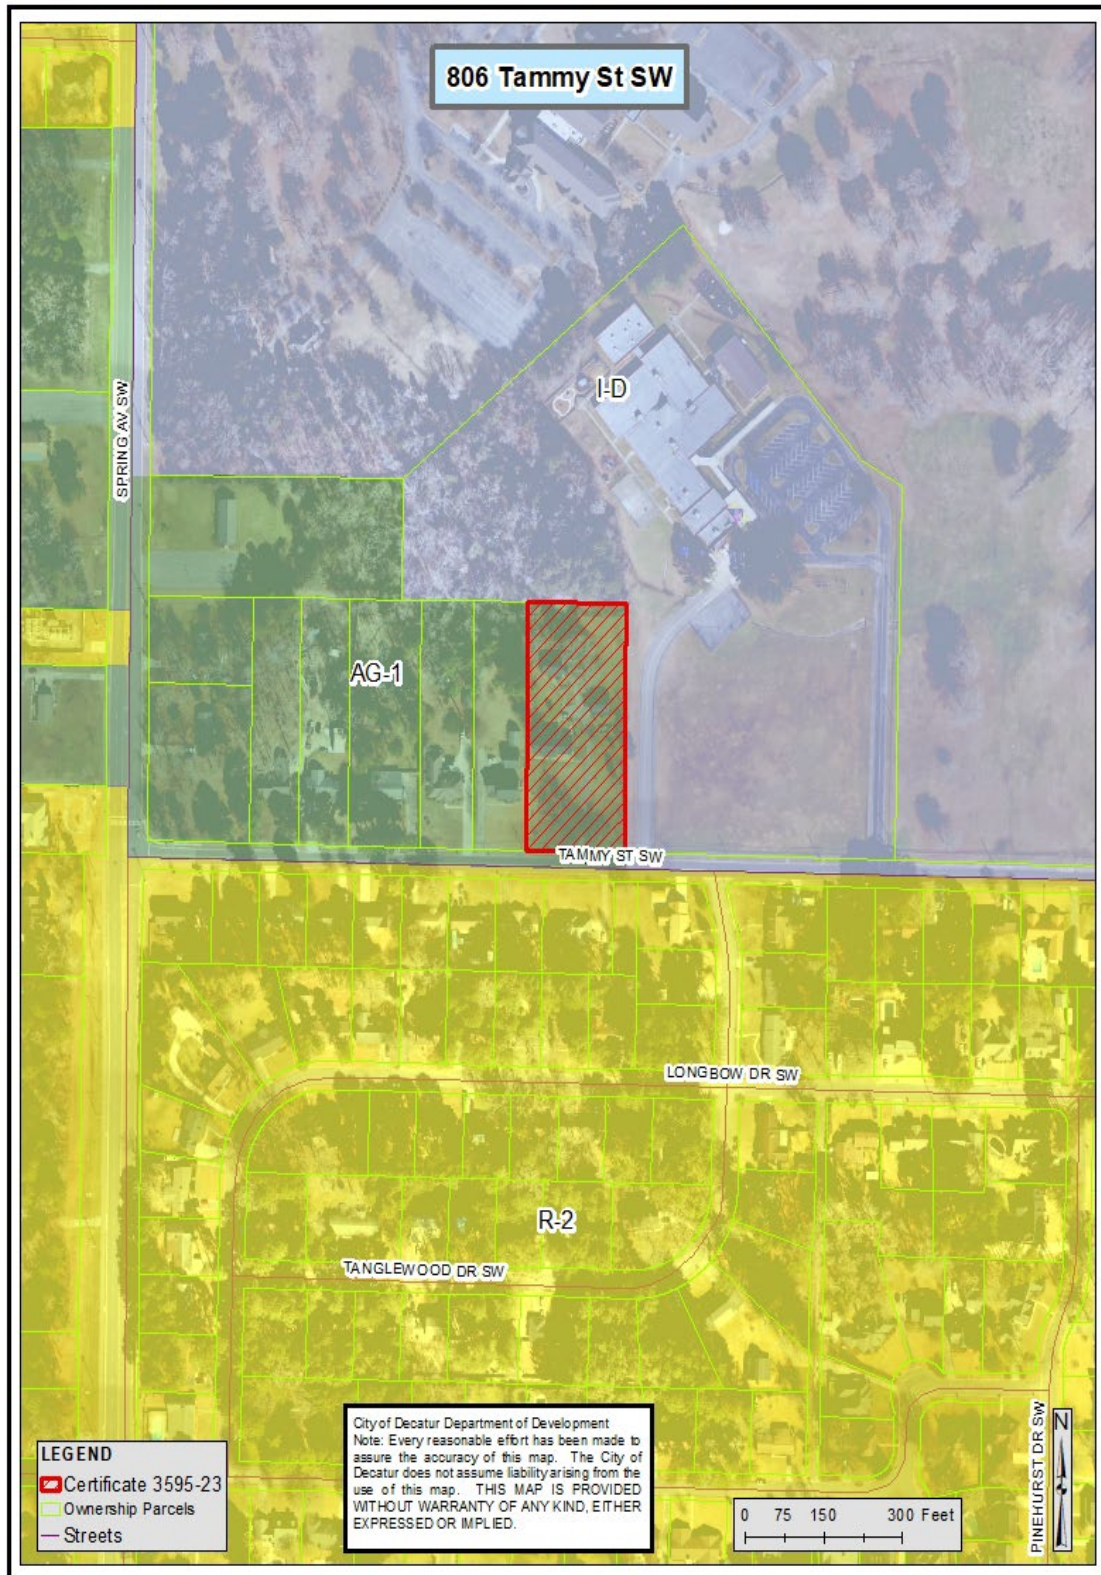 806 Tammy St SW
SPRING AV SW
I-D
AG-1
TAMMY ST SW
LONGBOW DR SW
R-2
TANGLEWOOD DR SW
PINEHURST DR SW
LEGEND
Certificate 3595-23
Ownership Parcels
Streets
City of Decatur Department of Development
Note: Every reasonable effort has been made to
assure the accuracy of this map. The City of
Decatur does not assume liability arising from the
use of this map. THIS MAP IS PROVIDED
WITHOUT WARRANTY OF ANY KIND, EITHER
EXPRESSED OR IMPLIED.
0 75 150 300 Feet
N